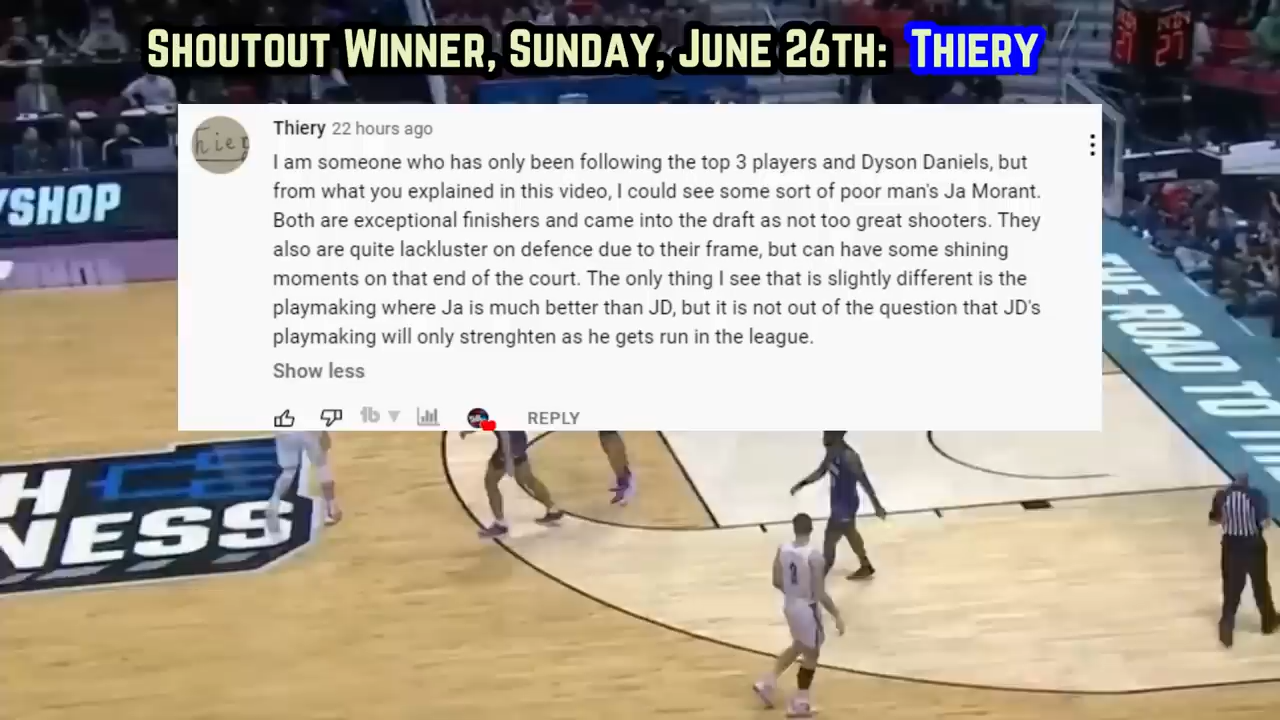 Shoutout Winner, Sunday, June 26th: Thiery
Thiery 22 hours ago
I am someone who has only been following the top 3 players and Dyson Daniels, but
from what you explained in this video, I could see some sort of poor man's Ja Morant.
Both are exceptional finishers and came into the draft as not too great shooters. They
also are quite lackluster on defence due to their frame, but can have some shining
moments on that end of the court. The only thing I see that is slightly different is the
playmaking where Ja is much better than JD, but it is not out of the question that JD's
playmaking will only strenghten as he gets run in the league.
Show less
REPLY
/SHOP
THE ROAD TO
H
NESS
27